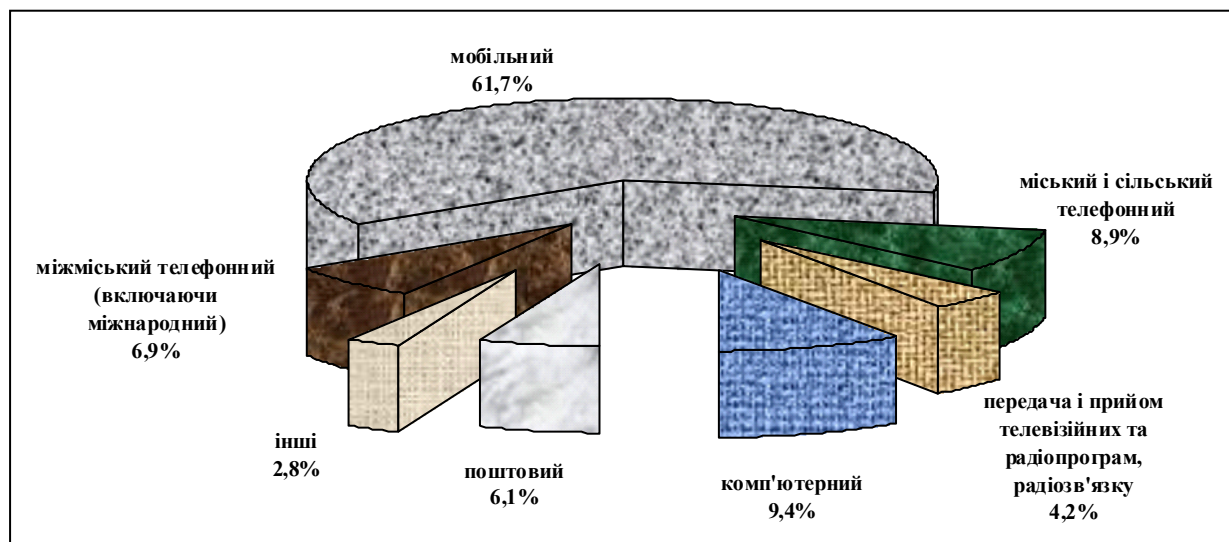 мобільний
61,7%
міський і сільський
телефонний
8,9%
міжміський телефонний
(включаючи
міжнародний)
6,9%
передача і прийом
телевізійних та
радіопрограм,
радіозв'язку
4,2%
інші
2,8%
поштовий
6,1%
комп'ютерний
9,4%